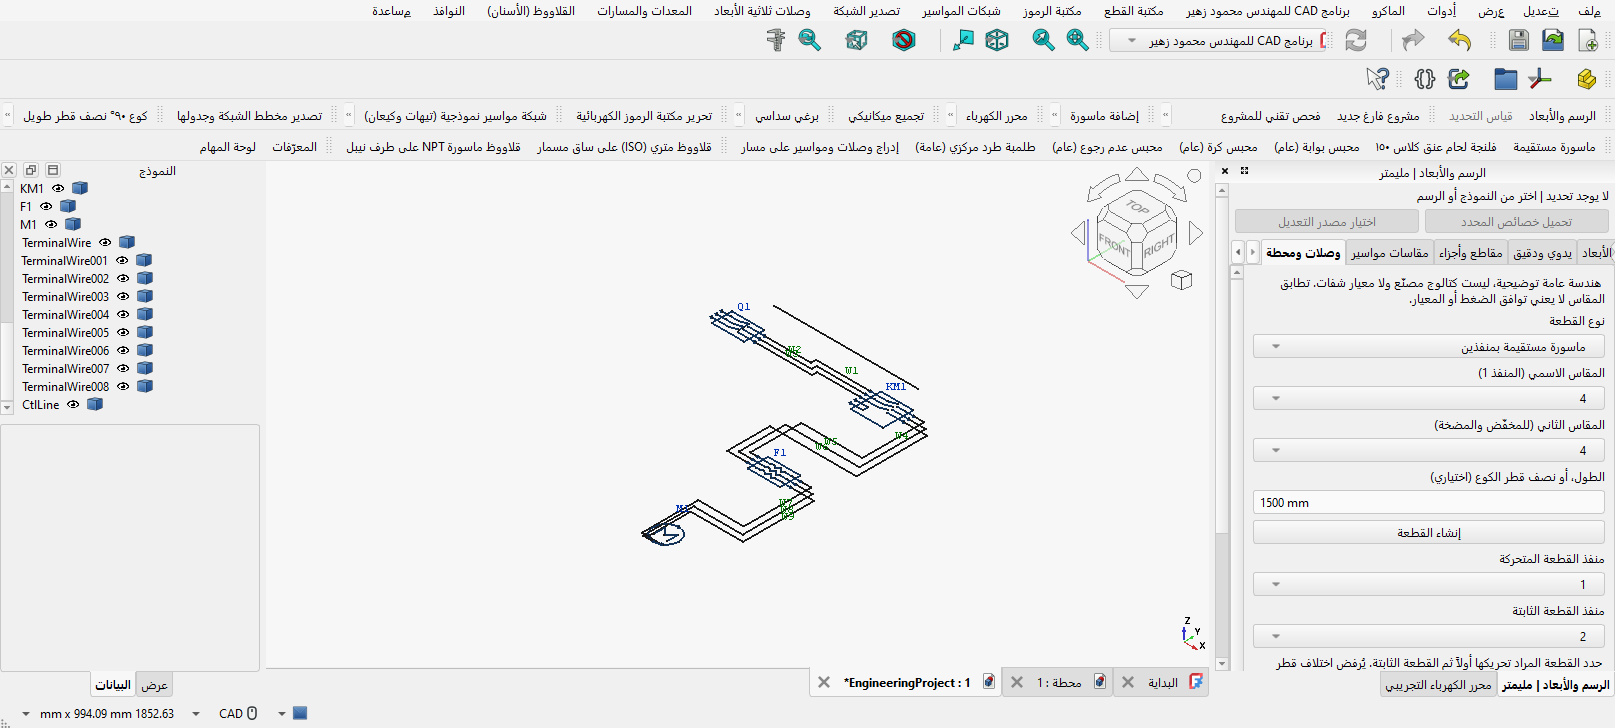 ملف
تعديل
عرض
أدوات
الماكرو
برنامج CAD للمهندس محمود زهير
مكتبة القطع
مكتبة الرموز
شبكات المواسير
تصدير الشبكة
وصلات ثلاثية الأبعاد
المعدات والمسارات
القلاووظ (الأسنان)
النوافذ
مساعدة
برنامج CAD للمهندس محمود زهير
الرسم والأبعاد
قياس التحديد
مشروع فارغ جديد
فحص تقني للمشروع
»
إضافة ماسورة
»
محرر الكهرباء
»
تجميع ميكانيكي
»
برغي سداسي
»
تحرير مكتبة الرموز الكهربائية
شبكة مواسير نموذجية (تيهات وكيعان)
»
تصدير مخطط الشبكة وجدولها
كوع ٩٠° نصف قطر طويل
»
ماسورة مستقيمة
فلنجة لحام عنق كلاس ١٥٠
محبس بوابة (عام)
محبس كرة (عام)
محبس عدم رجوع (عام)
طلمبة طرد مركزي (عامة)
إدراج وصلات ومواسير على مسار
قلاووظ متري (ISO) على ساق مسمار
قلاووظ ماسورة NPT على طرف نيبل
المعرّفات
لوحة المهام
النموذج
KM1
F1
M1
TerminalWire
TerminalWire001
TerminalWire002
TerminalWire003
TerminalWire004
TerminalWire005
TerminalWire006
TerminalWire007
TerminalWire008
CtlLine
عرض
البيانات
TOP
FRONT
RIGHT
Q1
W2
W1
KM1
W4
W5
W6
F1
W7
W8
W9
M1
Z
Y
X
الرسم والأبعاد | مليمتر
لا يوجد تحديد | اختر من النموذج أو الرسم
تحميل خصائص المحدد
اختيار مصدر التعديل
الأبعاد
يدوي ودقيق
مقاطع وأجزاء
مقاسات مواسير
وصلات ومحطة
هندسة عامة توضيحية، ليست كتالوج مصنّع ولا معيار شفات. تطابق
المقاس لا يعني توافق الضغط أو المعيار.
نوع القطعة
ماسورة مستقيمة بمنفذين
المقاس الاسمي (المنفذ 1)
4
المقاس الثاني (للمخفّض والمضخة)
4
الطول، أو نصف قطر الكوع (اختياري)
1500 mm
إنشاء القطعة
منفذ القطعة المتحركة
1
منفذ القطعة الثابتة
2
حدد القطعة المراد تحريكها أولاً ثم القطعة الثابتة. يُرفض اختلاف قطر
الرسم والأبعاد | مليمتر
محرر الكهرباء التجريبي
البداية
محطة : 1
EngineeringProject : 1*
CAD
mm x 994.09 mm 1852.63